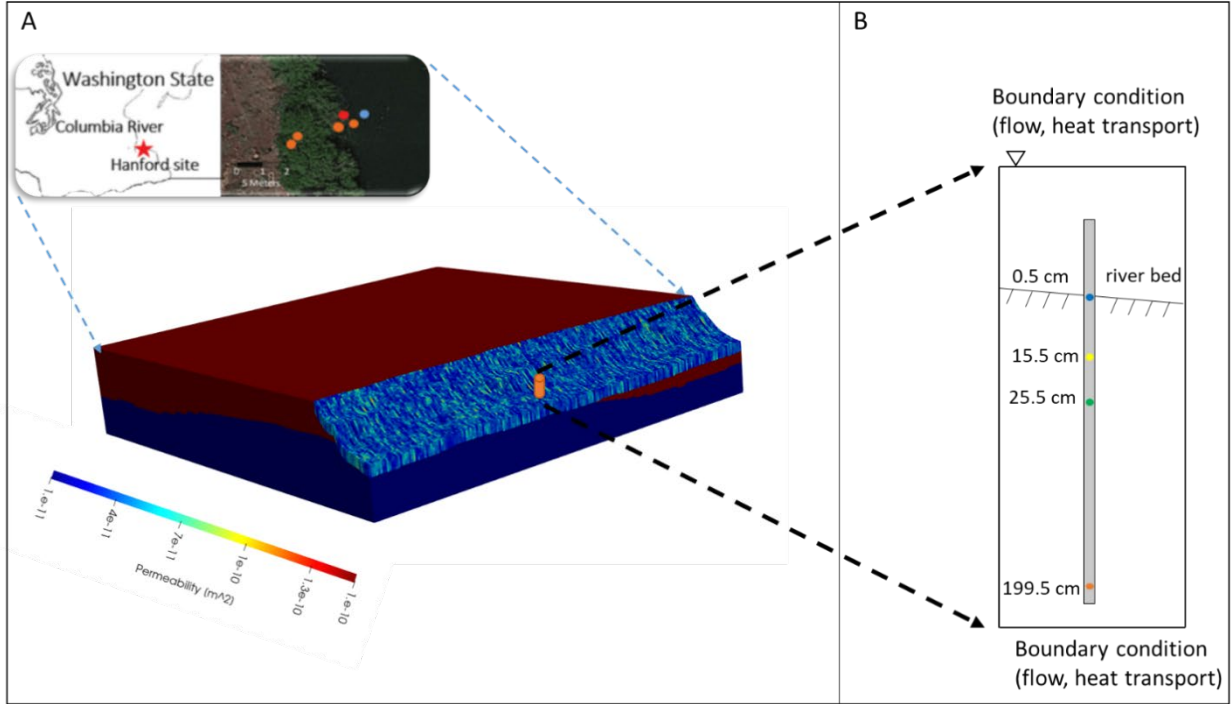 A
Washington State
Columbia River
Hanford site
0 1 2
5 Meters
1.e-11
4e-11
7e-11
1e-10
1.3e-10
1.e-10
Permeability (m^2)
B
Boundary condition
(flow, heat transport)
0.5 cm
river bed
15.5 cm
25.5 cm
199.5 cm
Boundary condition
(flow, heat transport)